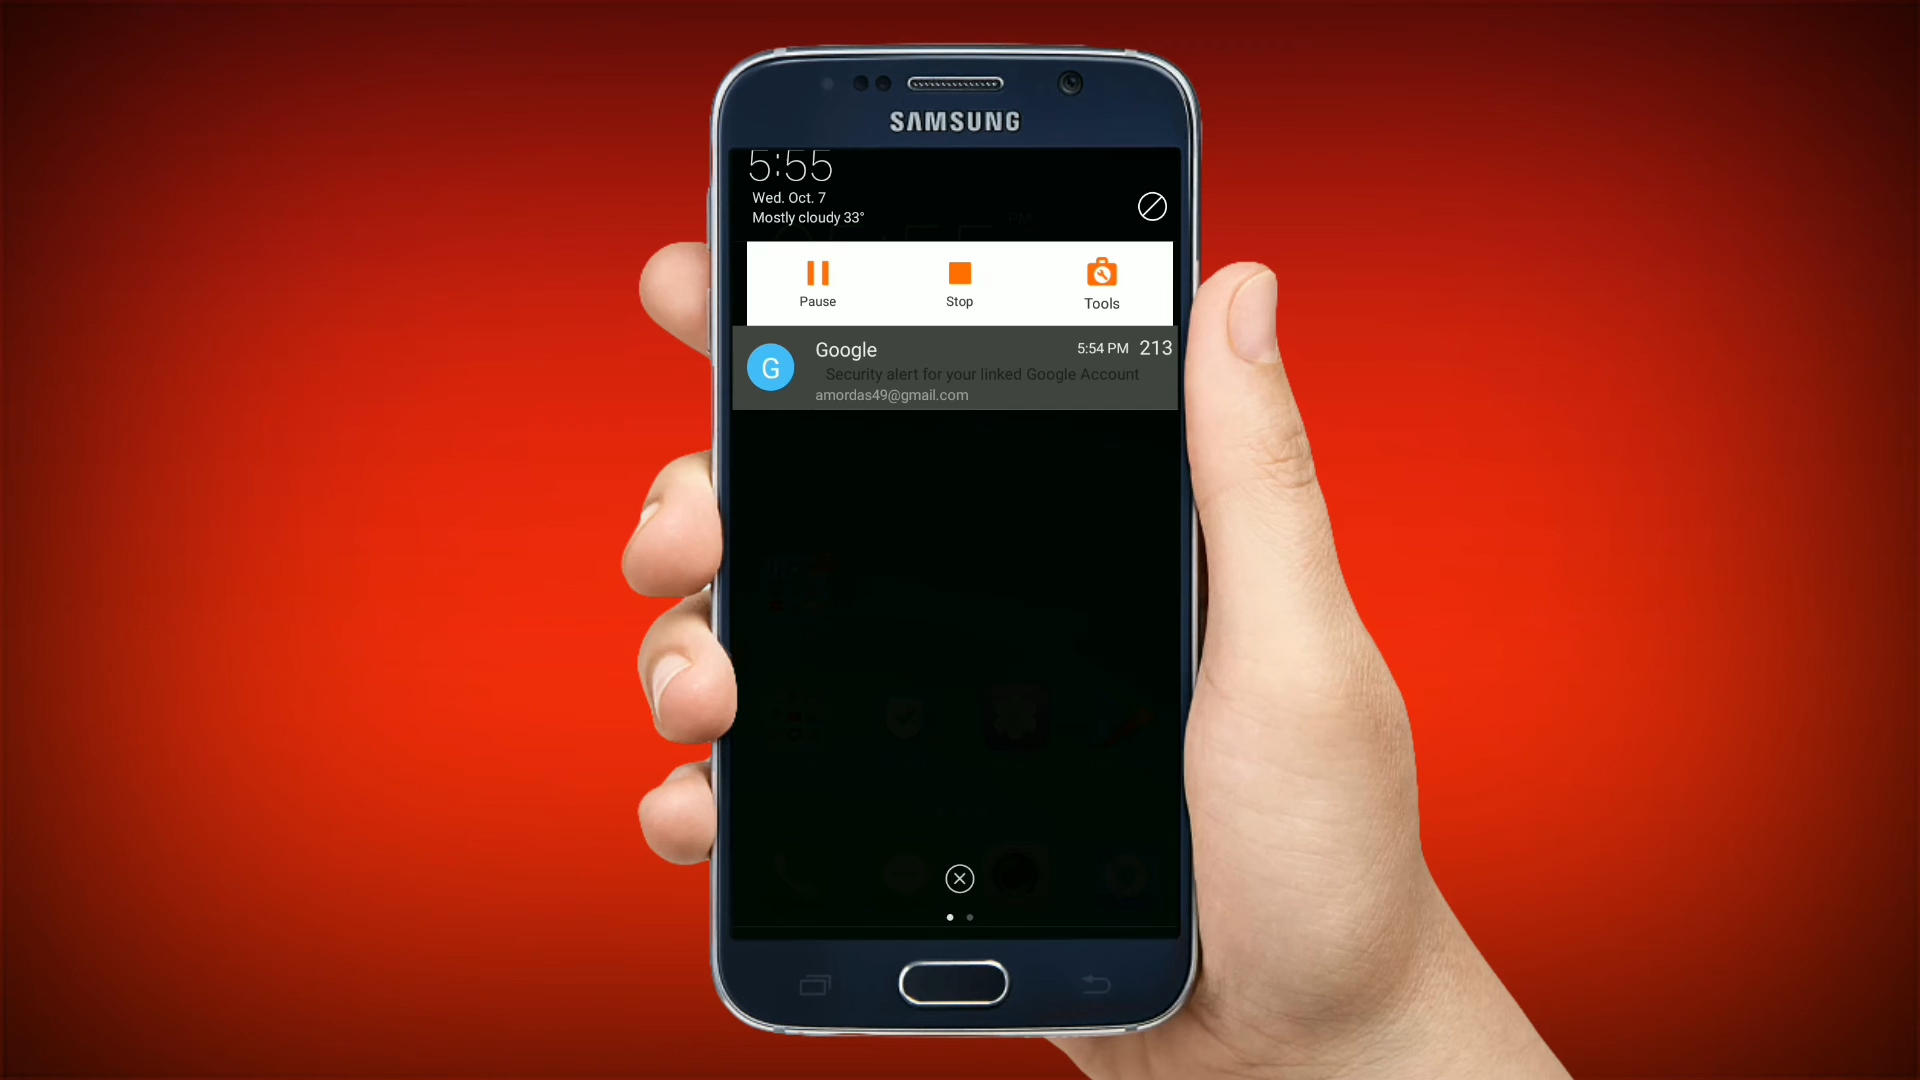 SAMSUNG
5:55
Wed. Oct. 7
Mostly cloudy 33°
PM
Pause
Stop
Tools
Google
5:54 PM 213
G
Security alert for your linked Google Account
amordas49@gmail.com